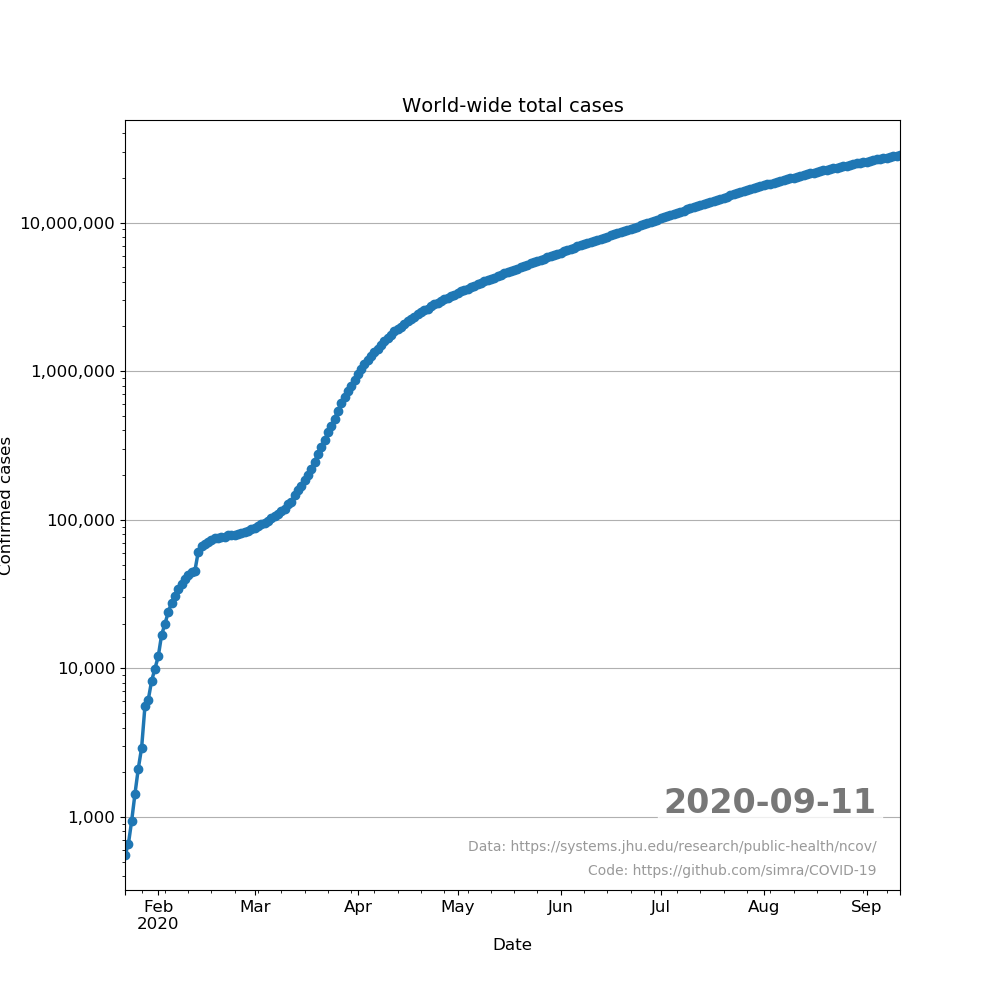 World-wide total cases
10,000,000
1,000,000
100,000
10,000
1,000
Confirmed cases
2020-09-11
Data: https://systems.jhu.edu/research/public-health/ncov/
Code: https://github.com/simra/COVID-19
Feb Mar Apr May Jun Jul Aug Sep
2020
Date